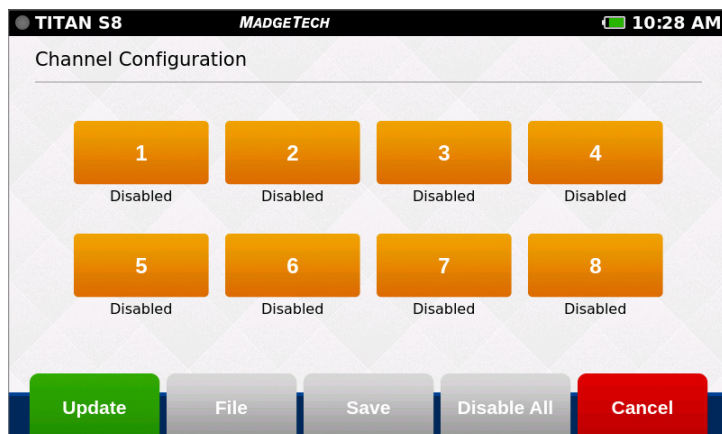 TITAN S8 MADGETECH 10:28 AM
Channel Configuration
1 2 3 4
Disabled Disabled Disabled Disabled
5 6 7 8
Disabled Disabled Disabled Disabled
Update File Save Disable All Cancel